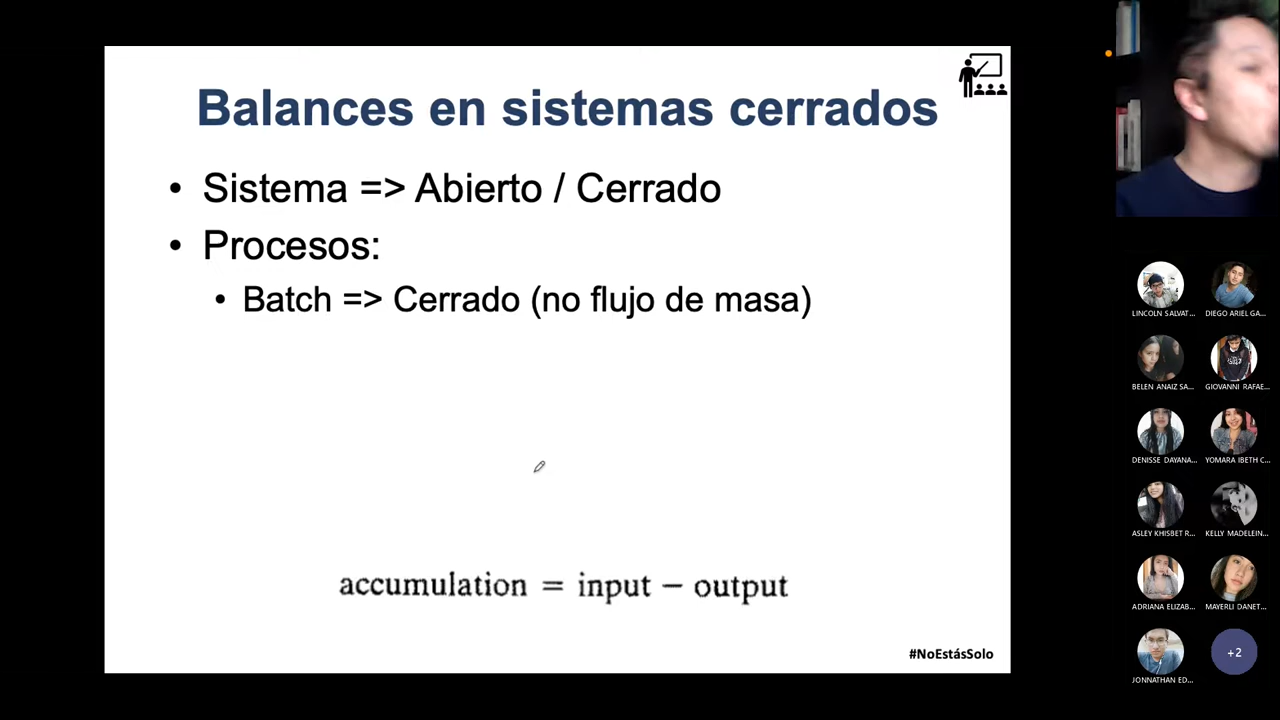 Balances en sistemas cerrados
• Sistema => Abierto / Cerrado
• Procesos:
• Batch => Cerrado (no flujo de masa)
accumulation = input − output
#NoEstásSolo
LINCOLN SALVAT...
DIEGO ARIEL GA...
BELEN ANAIZ SA...
GIOVANNI RAFAE...
DENISSE DAYANA...
YOMARA IBETH C...
ASLEY KHISBET R...
KELLY MADELEIN...
ADRIANA ELIZAB...
MAYERLI DANET...
JONNATHAN ED...
+2